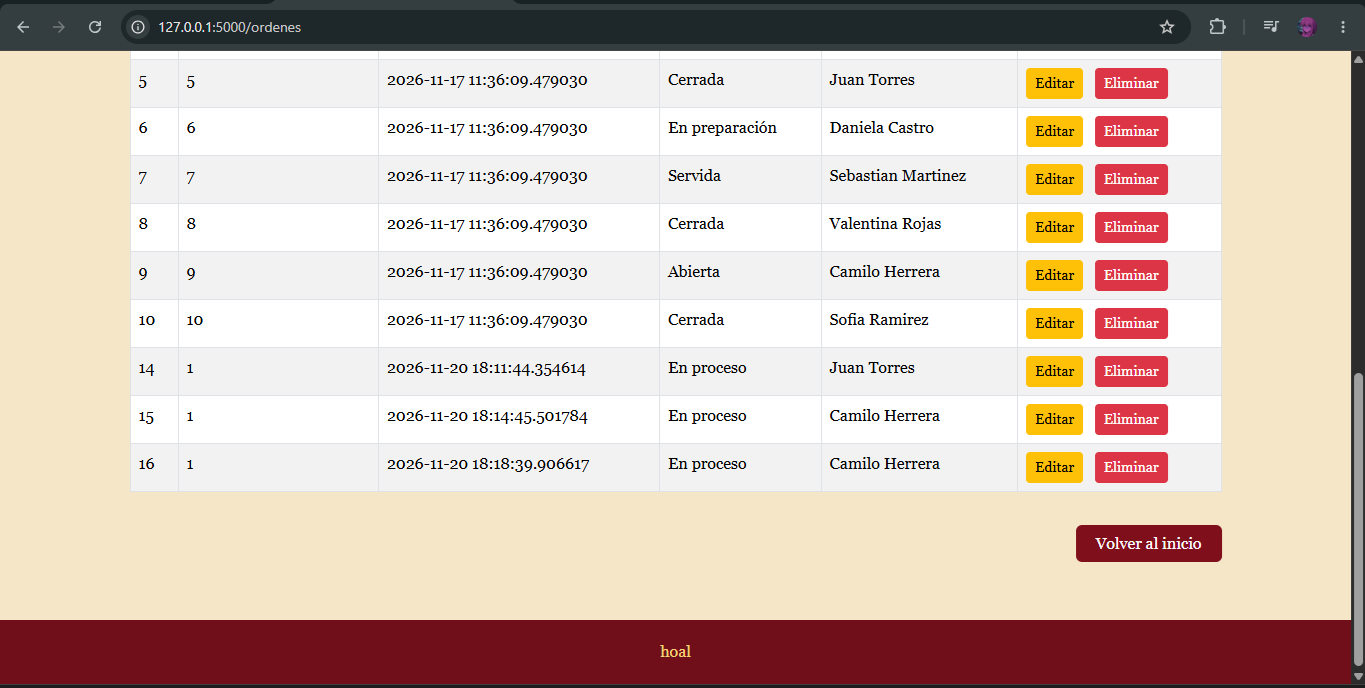 127.0.0.1:5000/ordenes
5 5 2026-11-17 11:36:09.479030 Cerrada Juan Torres Editar Eliminar
6 6 2026-11-17 11:36:09.479030 En preparación Daniela Castro Editar Eliminar
7 7 2026-11-17 11:36:09.479030 Servida Sebastian Martinez Editar Eliminar
8 8 2026-11-17 11:36:09.479030 Cerrada Valentina Rojas Editar Eliminar
9 9 2026-11-17 11:36:09.479030 Abierta Camilo Herrera Editar Eliminar
10 10 2026-11-17 11:36:09.479030 Cerrada Sofia Ramirez Editar Eliminar
14 1 2026-11-20 18:11:44.354614 En proceso Juan Torres Editar Eliminar
15 1 2026-11-20 18:14:45.501784 En proceso Camilo Herrera Editar Eliminar
16 1 2026-11-20 18:18:39.906617 En proceso Camilo Herrera Editar Eliminar
Volver al inicio
hoal